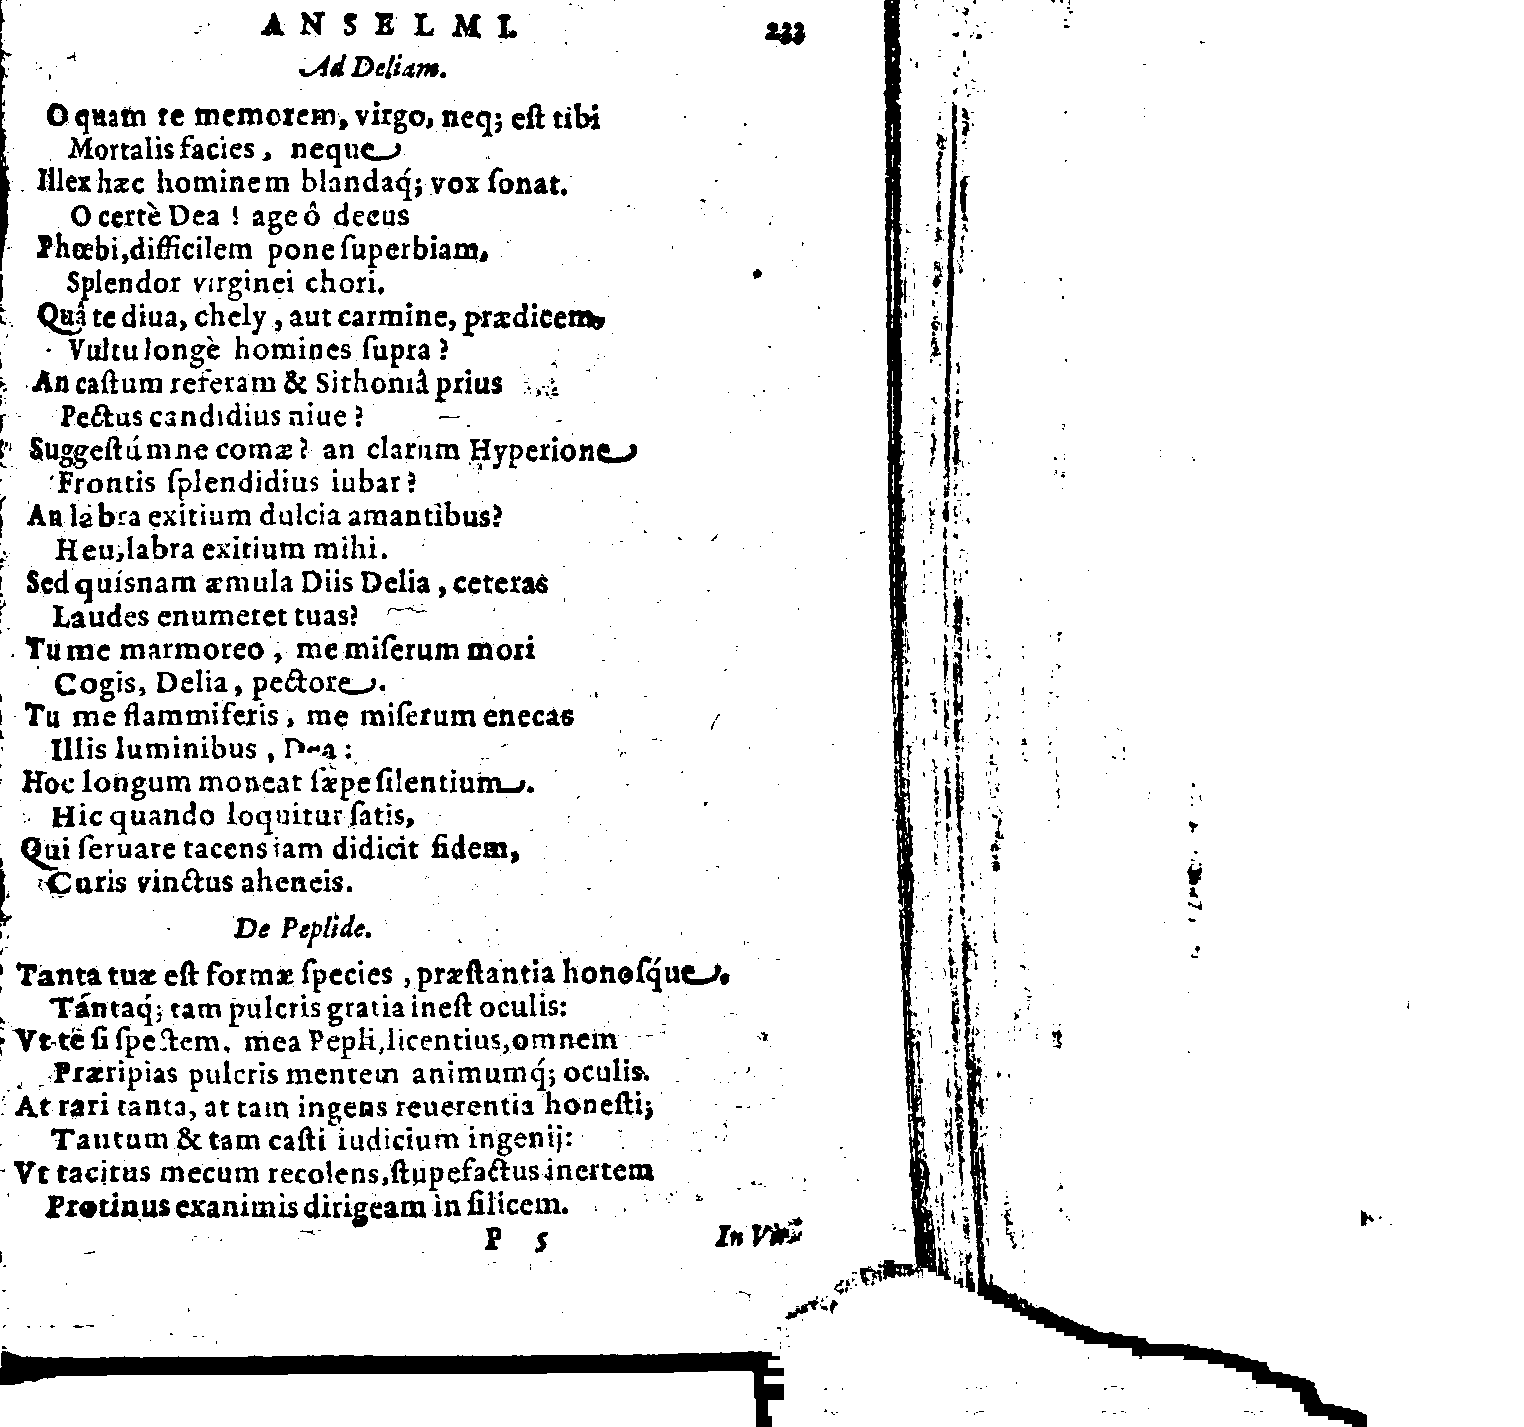 ANSELMI. 233
Ad Deliam.
O quam te memorem, virgo, neq; eſt tibi
Mortalis facies, neque
Illex hæc hominem blandaq́; vox ſonat.
O certè Dea ! age ô decus
Phœbi, difficilem pone ſuperbiam,
Splendor virginei chori.
Quâ te diua, chely, aut carmine, prædicem,
Vultu longè homines ſupra?
An caſtum referam & Sithoniâ prius
Pectus candidius niue?
Suggeſtúmne comæ? an clarum Hyperione
Frontis ſplendidius iubar?
An labra exitium dulcia amantibus?
Heu, labra exitium mihi.
Sed quiſnam æmula Diis Delia, ceteras
Laudes enumeret tuas?
Tu me marmoreo, me miſerum mori
Cogis, Delia, pectore.
Tu me flammiferis, me miſerum enecas
Illis luminibus, Dea:
Hoc longum moneat ſæpe ſilentium.
Hic quando loquitur ſatis,
Qui ſeruare tacens iam didicit fidem,
Curis vinctus aheneis.
De Peplide.
Tanta tuæ eſt formæ ſpecies, præſtantia honoſq́ue.
Tántaq́; tam pulcris gratia ineſt oculis:
Vt te ſi ſpectem, mea Pepli, licentius, omnem
Præripias pulcris mentem animumq́; oculis.
At rari tanta, at tam ingens reuerentia honeſti;
Tantum & tam caſti iudicium ingenij:
Vt tacitus mecum recolens, ſtupefactus inertem
Protinus exanimis dirigeam in ſilicem.
P 5 In